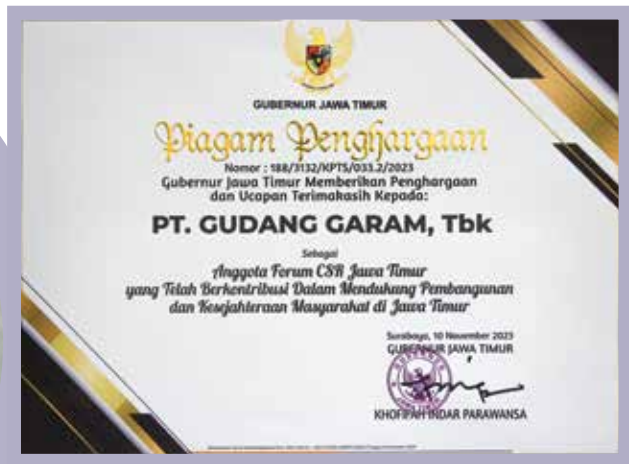 GUBERNUR JAWA TIMUR
Piagam Penghargaan
Nomor : 188/3132/KPTS/033.2/2023
Gubernur Jawa Timur Memberikan Penghargaan
dan Ucapan Terimakasih Kepada:
PT. GUDANG GARAM, Tbk
Sebagai
Anggota Forum CSR Jawa Timur
yang Telah Berkontribusi Dalam Mendukung Pembangunan
dan Kesejahteraan Masyarakat di Jawa Timur
Surabaya, 10 November 2023
GUBERNUR JAWA TIMUR
KHOFIFAH INDAR PARAWANSA